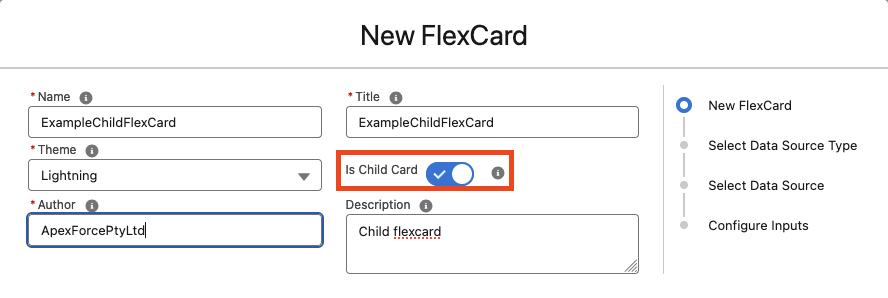 New FlexCard
* Name
ExampleChildFlexCard
* Title
ExampleChildFlexCard
* Theme
Lightning
Is Child Card
* Author
ApexForcePtyLtd
Description
Child flexcard
New FlexCard
Select Data Source Type
Select Data Source
Configure Inputs